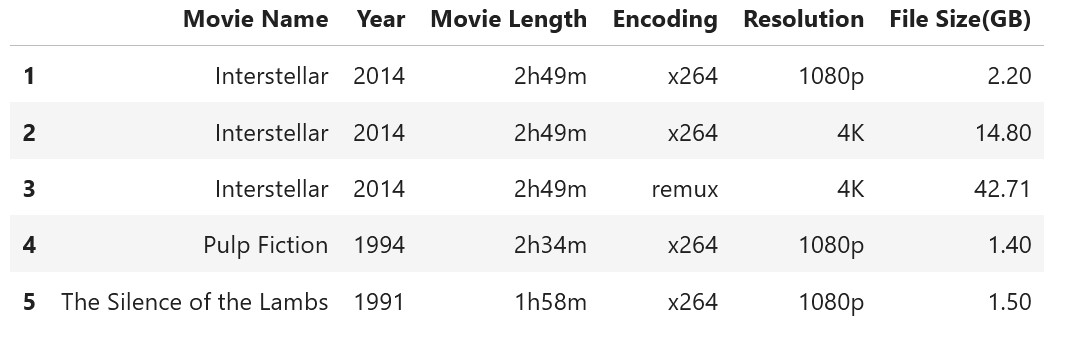 Movie Name Year Movie Length Encoding Resolution File Size(GB)
1 Interstellar 2014 2h49m x264 1080p 2.20
2 Interstellar 2014 2h49m x264 4K 14.80
3 Interstellar 2014 2h49m remux 4K 42.71
4 Pulp Fiction 1994 2h34m x264 1080p 1.40
5 The Silence of the Lambs 1991 1h58m x264 1080p 1.50